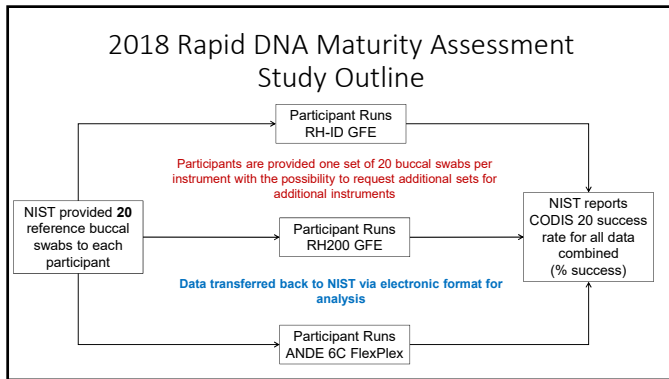 2018 Rapid DNA Maturity Assessment
Study Outline
Participant Runs
RH-ID GFE
Participants are provided one set of 20 buccal swabs per
instrument with the possibility to request additional sets for
additional instruments
NIST provided 20
reference buccal
swabs to each
participant
Participant Runs
RH200 GFE
NIST reports
CODIS 20 success
rate for all data
combined
(% success)
Data transferred back to NIST via electronic format for
analysis
Participant Runs
ANDE 6C FlexPlex